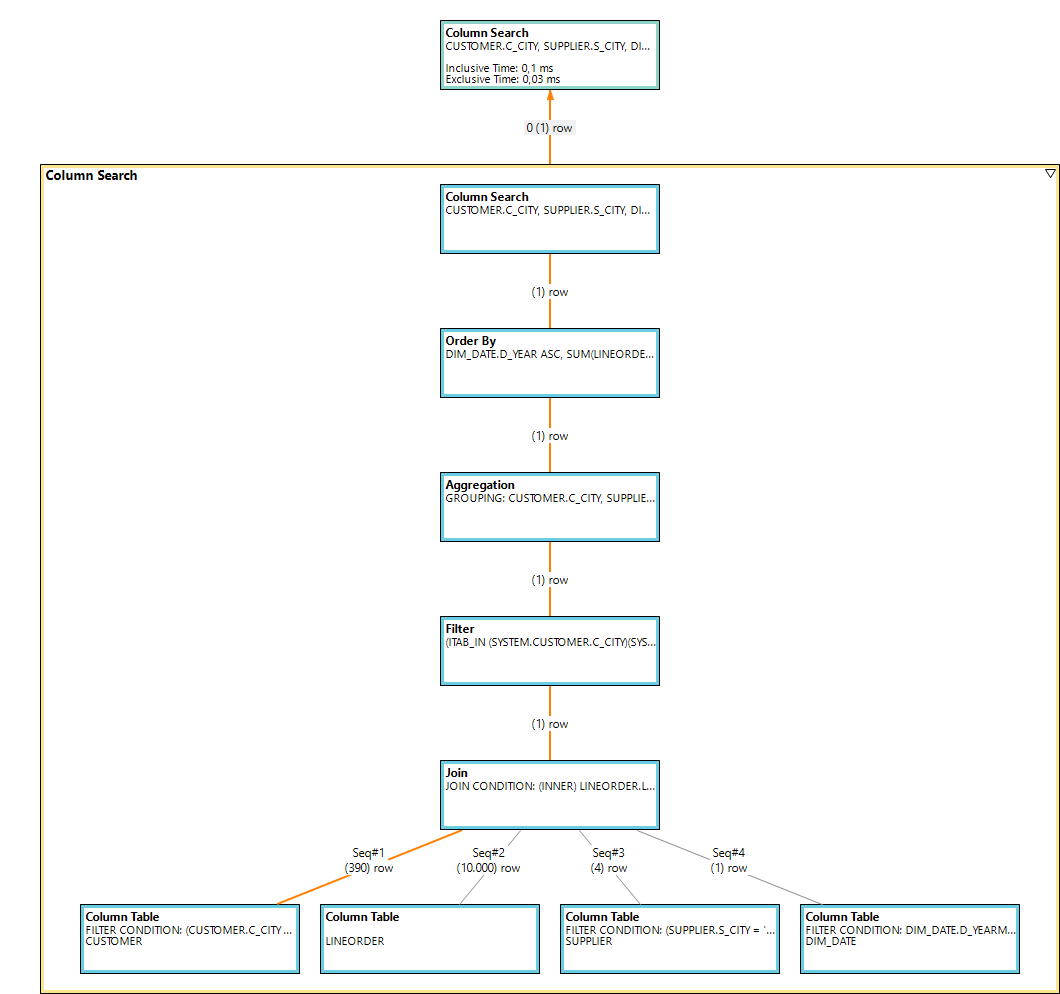 Column Search
CUSTOMER.C_CITY, SUPPLIER.S_CITY, DI...
Inclusive Time: 0,1 ms
Exclusive Time: 0,03 ms
0 (1) row
Column Search
Column Search
CUSTOMER.C_CITY, SUPPLIER.S_CITY, DI...
(1) row
Order By
DIM_DATE.D_YEAR ASC, SUM(LINEORDE...
(1) row
Aggregation
GROUPING: CUSTOMER.C_CITY, SUPPLIE...
(1) row
Filter
(ITAB_IN (SYSTEM.CUSTOMER.C_CITY)(SYS...
(1) row
Join
JOIN CONDITION: (INNER) LINEORDER.L...
Seq#1
(390) row
Seq#2
(10.000) row
Seq#3
(4) row
Seq#4
(1) row
Column Table
FILTER CONDITION: (CUSTOMER.C_CITY ...
CUSTOMER
Column Table
LINEORDER
Column Table
FILTER CONDITION: (SUPPLIER.S_CITY = '...
SUPPLIER
Column Table
FILTER CONDITION: DIM_DATE.D_YEARM...
DIM_DATE